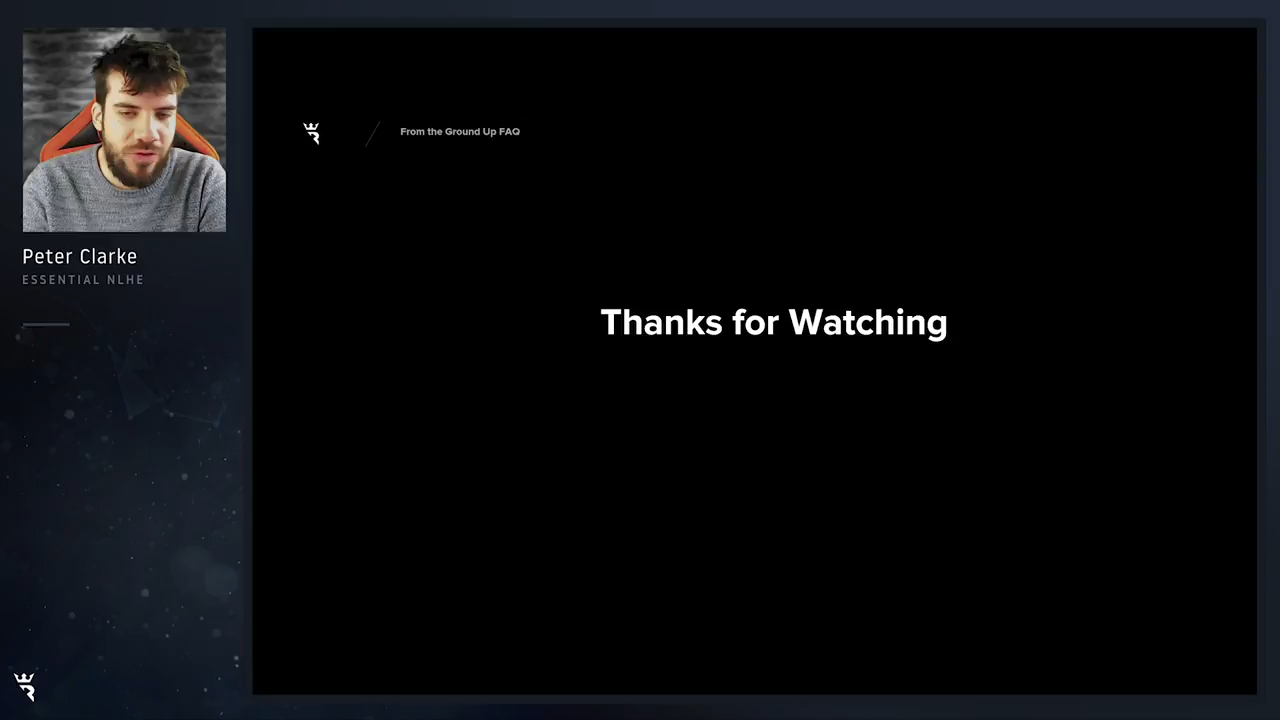 Peter Clarke
ESSENTIAL NLHE
From the Ground Up FAQ
Thanks for Watching